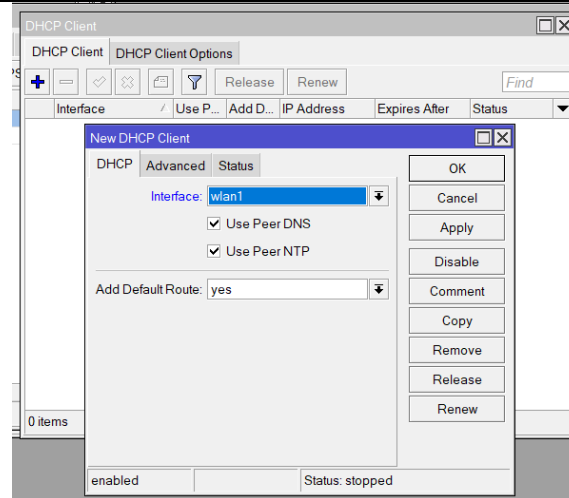 DHCP Client
DHCP Client DHCP Client Options
Release Renew Find
Interface Use P... Add D... IP Address Expires After Status
New DHCP Client
DHCP Advanced Status
OK
Interface: wlan1
Cancel
Use Peer DNS
Apply
Use Peer NTP
Disable
Add Default Route: yes
Comment
Copy
Remove
Release
Renew
0 items
enabled Status: stopped